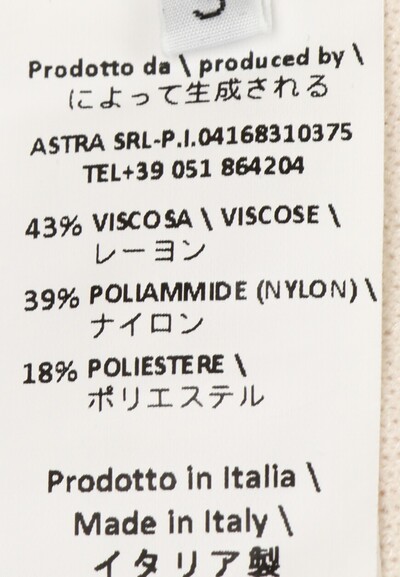 Prodotto da \ produced by \
によって生成される
ASTRA SRL-P.I.04168310375
TEL+39 051 864204
43% VISCOSA \ VISCOSE \
レーヨン
39% POLIAMMIDE (NYLON) \
ナイロン
18% POLIESTERE \
ポリエステル
Prodotto in Italia \
Made in Italy \
イタリア製